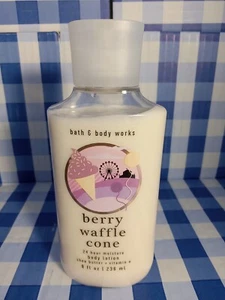 bath & body works
berry
waffle
cone
24 hour moisture
body lotion
shea butter + vitamin e
8 fl oz / 236 mL